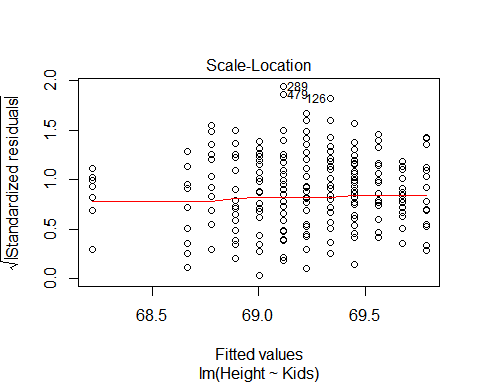 Scale-Location
√|Standardized residuals|
2.0
1.5
1.0
0.5
0.0
289
479
126
68.5 69.0 69.5
Fitted values
lm(Height ~ Kids)